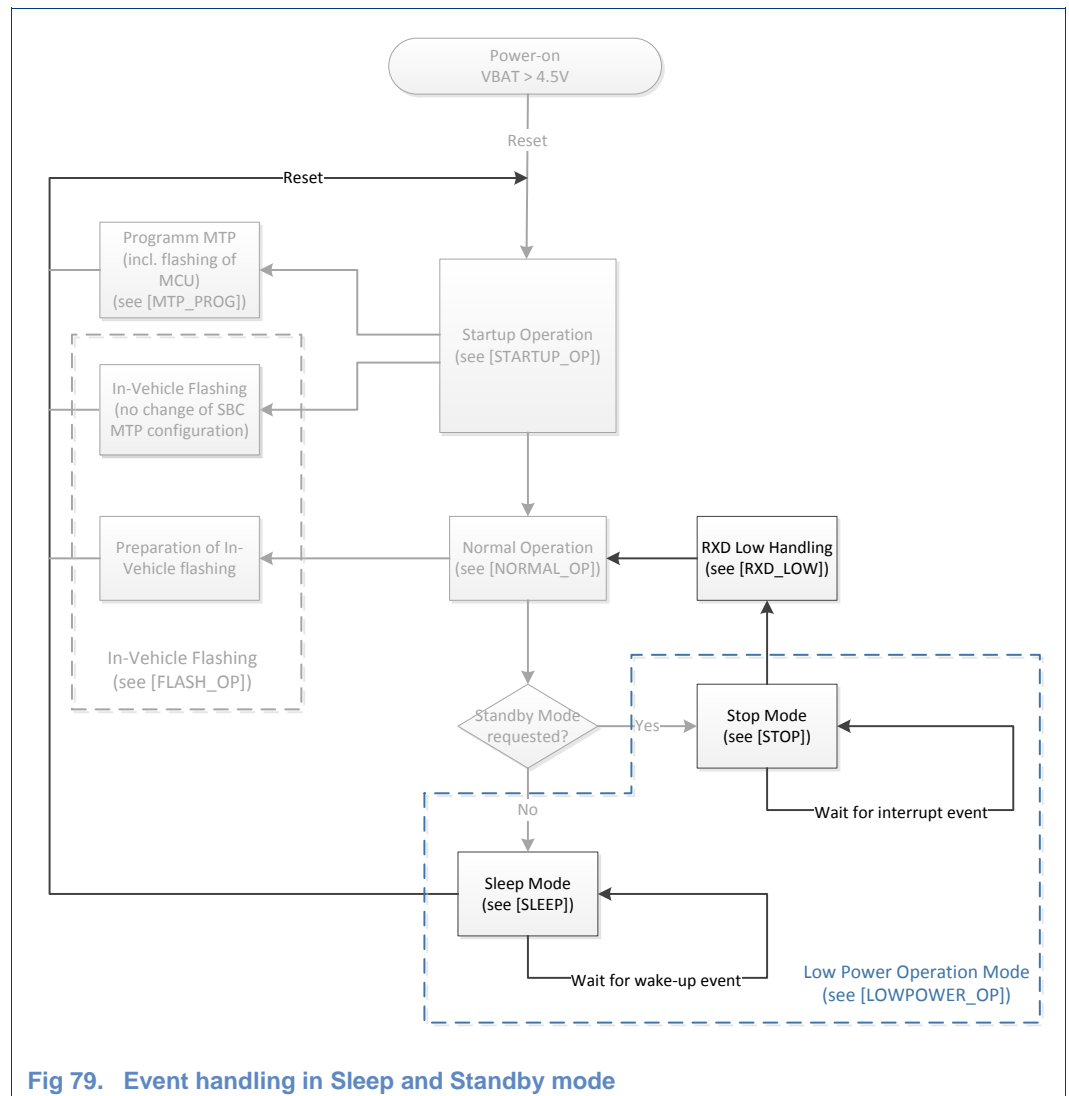 Power-on
VBAT > 4.5V
Reset
Reset
Programm MTP
(incl. flashing of
MCU)
(see [MTP_PROG])
Startup Operation
(see [STARTUP_OP])
In-Vehicle Flashing
(no change of SBC
MTP configuration)
Preparation of In-
Vehicle flashing
Normal Operation
(see [NORMAL_OP])
RXD Low Handling
(see [RXD_LOW])
In-Vehicle Flashing
(see [FLASH_OP])
Standby Mode
requested?
Yes
Stop Mode
(see [STOP])
No
Wait for interrupt event
Sleep Mode
(see [SLEEP])
Wait for wake-up event
Low Power Operation Mode
(see [LOWPOWER_OP])
Fig 79. Event handling in Sleep and Standby mode